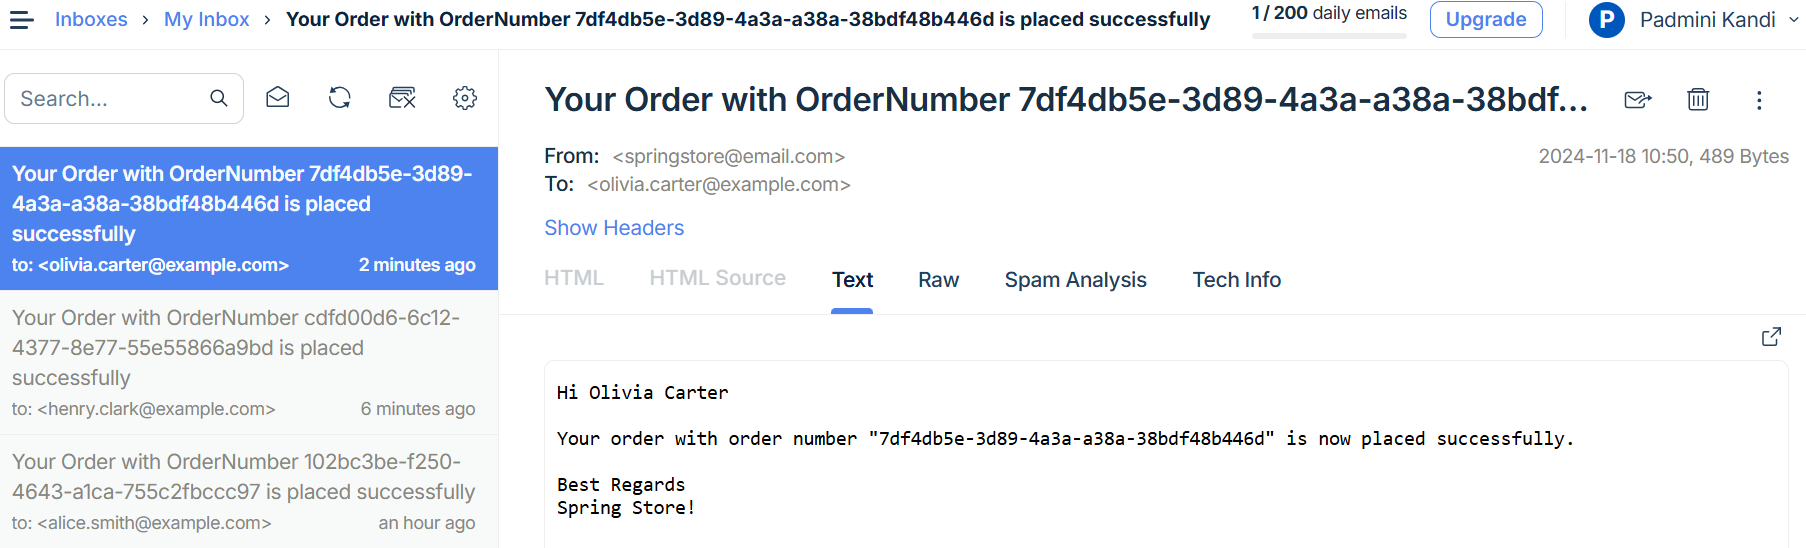 Inboxes > My Inbox > Your Order with OrderNumber 7df4db5e-3d89-4a3a-a38a-38bdf48b446d is placed successfully
1 / 200 daily emails
Upgrade
P
Padmini Kandi
Search...
Your Order with OrderNumber 7df4db5e-3d89-
4a3a-a38a-38bdf48b446d is placed
successfully
to: <olivia.carter@example.com> 2 minutes ago
Your Order with OrderNumber cdfd00d6-6c12-
4377-8e77-55e55866a9bd is placed
successfully
to: <henry.clark@example.com> 6 minutes ago
Your Order with OrderNumber 102bc3be-f250-
4643-a1ca-755c2fbccc97 is placed successfully
to: <alice.smith@example.com> an hour ago
Your Order with OrderNumber 7df4db5e-3d89-4a3a-a38a-38bdf...
From: <springstore@email.com> 2024-11-18 10:50, 489 Bytes
To: <olivia.carter@example.com>
Show Headers
HTML HTML Source Text Raw Spam Analysis Tech Info
Hi Olivia Carter
Your order with order number "7df4db5e-3d89-4a3a-a38a-38bdf48b446d" is now placed successfully.
Best Regards
Spring Store!